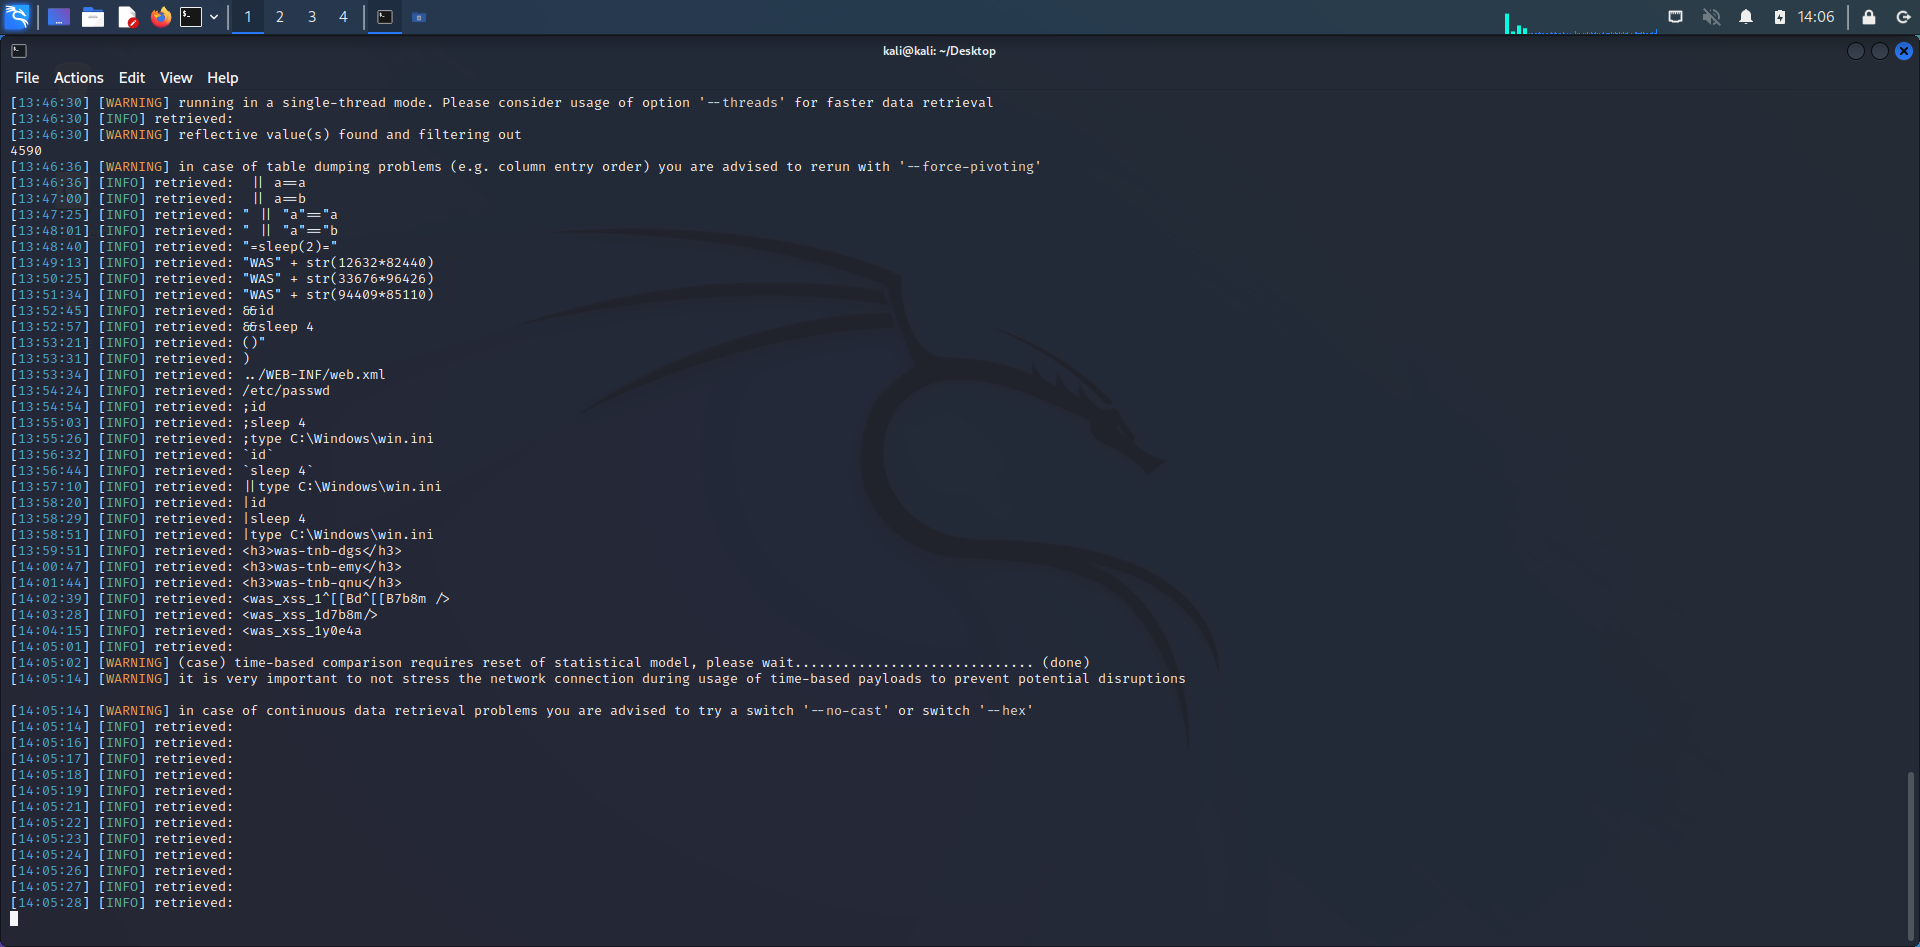 1 2 3 4 14:06
kali@kali: ~/Desktop
File Actions Edit View Help
[13:46:30] [WARNING] running in a single-thread mode. Please consider usage of option '--threads' for faster data retrieval
[13:46:30] [INFO] retrieved:
[13:46:30] [WARNING] reflective value(s) found and filtering out
4590
[13:46:36] [WARNING] in case of table dumping problems (e.g. column entry order) you are advised to rerun with '--force-pivoting'
[13:46:36] [INFO] retrieved:  || a==a
[13:47:00] [INFO] retrieved:  || a==b
[13:47:25] [INFO] retrieved: " || "a"=="a
[13:48:01] [INFO] retrieved: " || "a"=="b
[13:48:40] [INFO] retrieved: "=sleep(2)="
[13:49:13] [INFO] retrieved: "WAS" + str(12632*82440)
[13:50:25] [INFO] retrieved: "WAS" + str(33676*96426)
[13:51:34] [INFO] retrieved: "WAS" + str(94409*85110)
[13:52:45] [INFO] retrieved: &&id
[13:52:57] [INFO] retrieved: &&sleep 4
[13:53:21] [INFO] retrieved: ()"
[13:53:31] [INFO] retrieved: )
[13:53:34] [INFO] retrieved: ../WEB-INF/web.xml
[13:54:24] [INFO] retrieved: /etc/passwd
[13:54:54] [INFO] retrieved: ;id
[13:55:03] [INFO] retrieved: ;sleep 4
[13:55:26] [INFO] retrieved: ;type C:\Windows\win.ini
[13:56:32] [INFO] retrieved: `id`
[13:56:44] [INFO] retrieved: `sleep 4`
[13:57:10] [INFO] retrieved: ||type C:\Windows\win.ini
[13:58:20] [INFO] retrieved: |id
[13:58:29] [INFO] retrieved: |sleep 4
[13:58:51] [INFO] retrieved: |type C:\Windows\win.ini
[13:59:51] [INFO] retrieved: <h3>was-tnb-dgs</h3>
[14:00:47] [INFO] retrieved: <h3>was-tnb-emy</h3>
[14:01:44] [INFO] retrieved: <h3>was-tnb-qnu</h3>
[14:02:39] [INFO] retrieved: <was_xss_1^[[Bd^[[B7b8m />
[14:03:28] [INFO] retrieved: <was_xss_1d7b8m/>
[14:04:15] [INFO] retrieved: <was_xss_1y0e4a
[14:05:01] [INFO] retrieved:
[14:05:02] [WARNING] (case) time-based comparison requires reset of statistical model, please wait.............................. (done)
[14:05:14] [WARNING] it is very important to not stress the network connection during usage of time-based payloads to prevent potential disruptions
[14:05:14] [WARNING] in case of continuous data retrieval problems you are advised to try a switch '--no-cast' or switch '--hex'
[14:05:14] [INFO] retrieved:
[14:05:16] [INFO] retrieved:
[14:05:17] [INFO] retrieved:
[14:05:18] [INFO] retrieved:
[14:05:19] [INFO] retrieved:
[14:05:21] [INFO] retrieved:
[14:05:22] [INFO] retrieved:
[14:05:23] [INFO] retrieved:
[14:05:24] [INFO] retrieved:
[14:05:26] [INFO] retrieved:
[14:05:27] [INFO] retrieved:
[14:05:28] [INFO] retrieved: